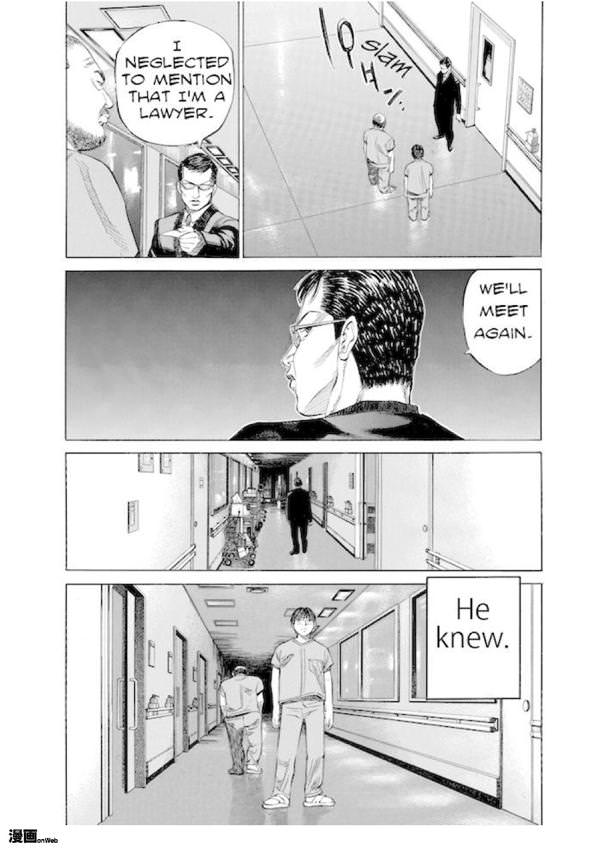 I
NEGLECTED
TO MENTION
THAT I'M A
LAWYER.
slam
WE'LL
MEET
AGAIN.
He
knew.
漫画onWeb